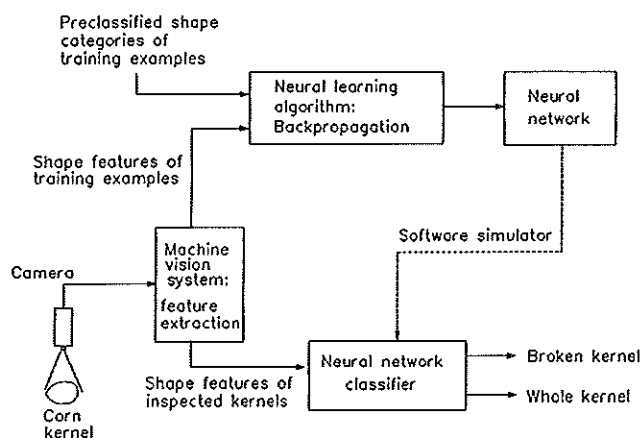 Preclassified shape
categories of
training examples
Neural learning
algorithm:
Backpropagation
Neural
network
Shape features of
training examples
Software simulator
Machine
vision
system:
feature
extraction
Camera
Corn
kernel
Shape features of
inspected kernels
Neural network
classifier
Broken kernel
Whole kernel